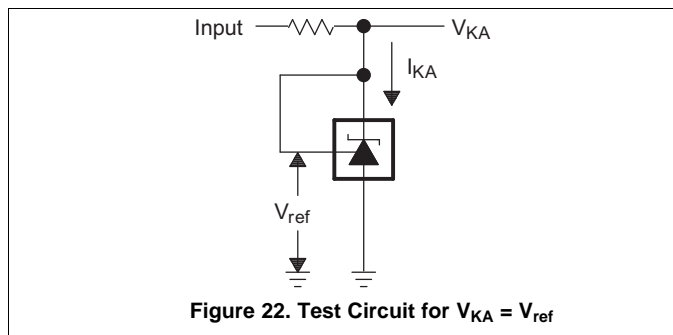 Input
VKA
IKA
Vref
Figure 22. Test Circuit for VKA = Vref